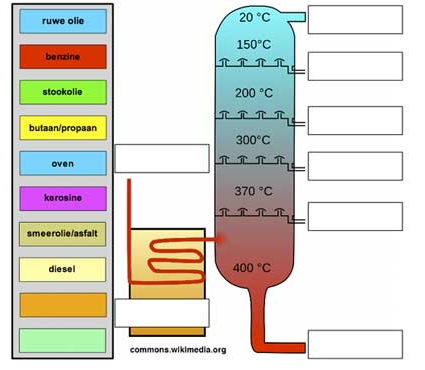 ruwe olie
benzine
stookolie
butaan/propaan
oven
kerosine
smeerolie/asfalt
diesel
20 °C
150°C
200 °C
300°C
370 °C
400 °C
commons.wikimedia.org